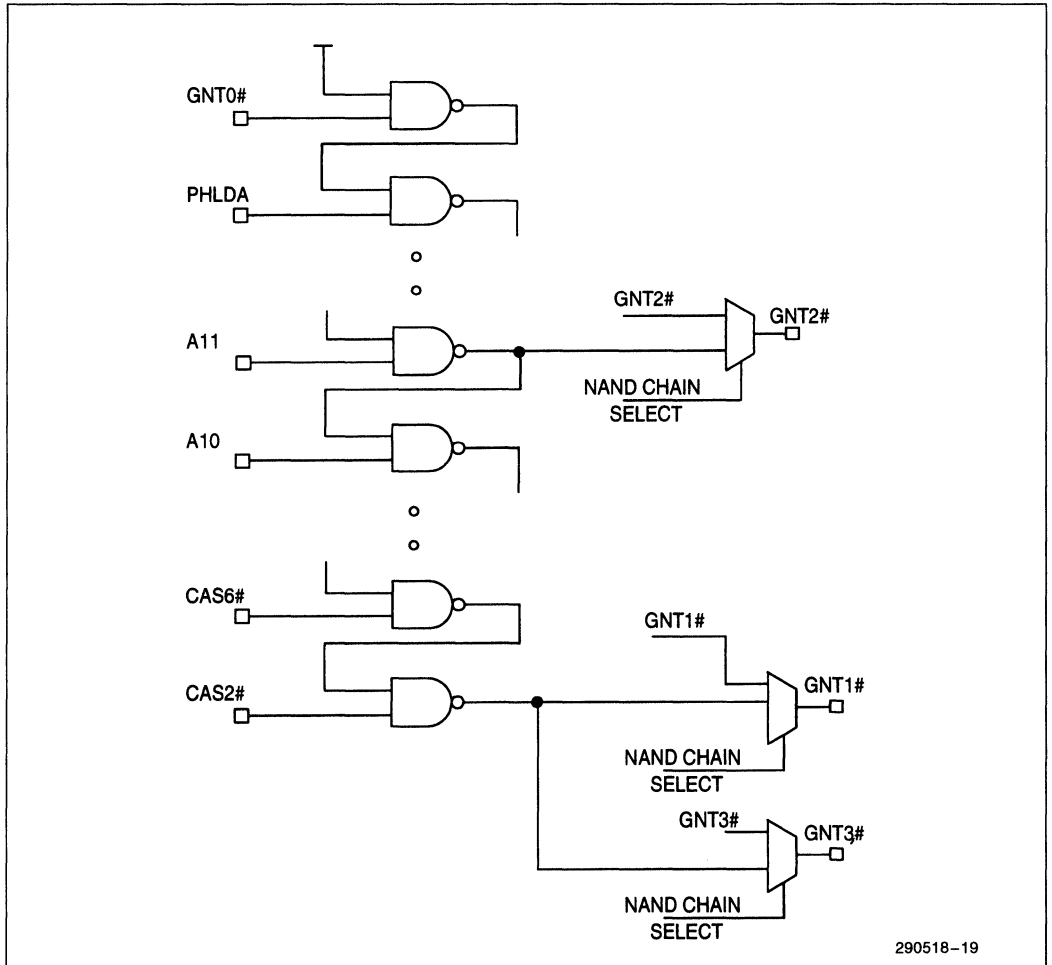 GNT0#
PHLDA
A11
GNT2#
GNT2#
NAND CHAIN
SELECT
A10
CAS6#
GNT1#
CAS2#
GNT1#
NAND CHAIN
SELECT
GNT3#
GNT3#
NAND CHAIN
SELECT
290518-19